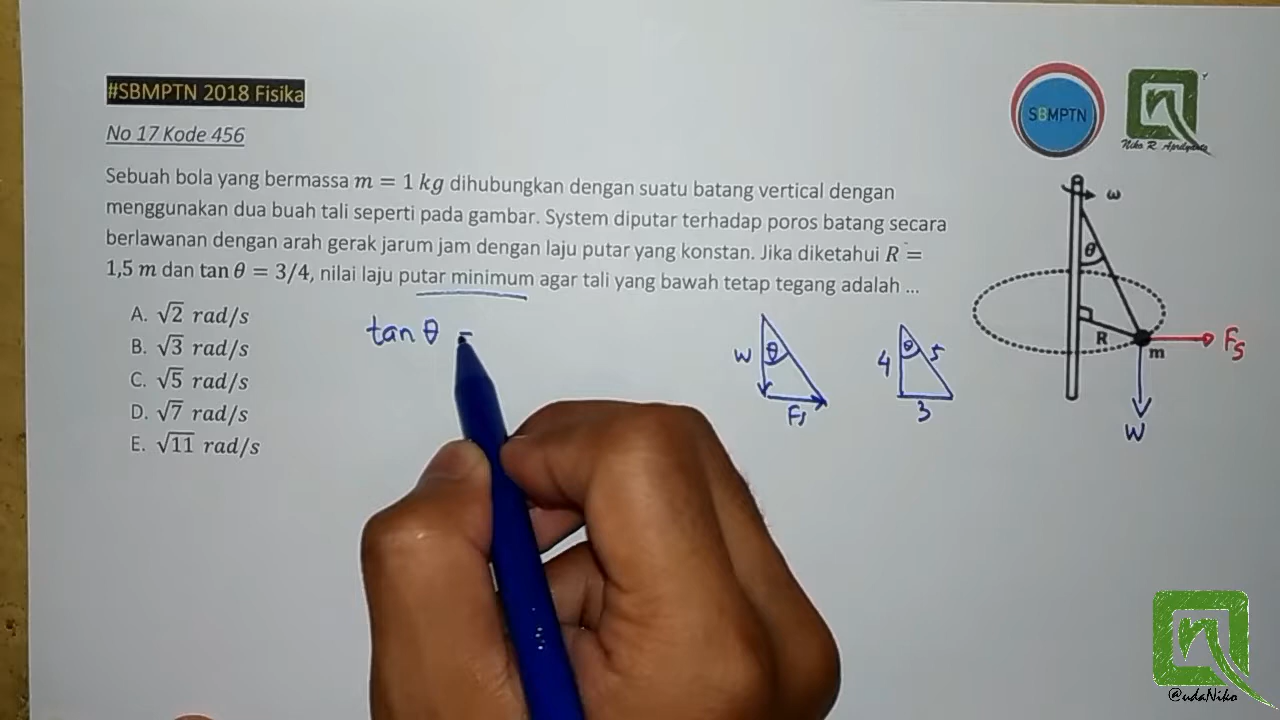 #SBMPTN 2018 Fisika
No 17 Kode 456
SBMPTN
Niko R. Apriyanto
Sebuah bola yang bermassa m = 1 kg dihubungkan dengan suatu batang vertical dengan
menggunakan dua buah tali seperti pada gambar. System diputar terhadap poros batang secara
berlawanan dengan arah gerak jarum jam dengan laju putar yang konstan. Jika diketahui R =
1,5 m dan tan θ = 3/4, nilai laju putar minimum agar tali yang bawah tetap tegang adalah ...
A. √2 rad/s
B. √3 rad/s
C. √5 rad/s
D. √7 rad/s
E. √11 rad/s
tan θ =
W θ
Fs
4 θ 5
3
ω
θ
R
m
Fs
W
@udaNiko